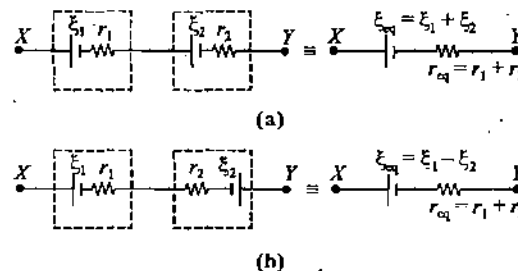 X ξ₁ r₁ ξ₂ r₂ Y ≅ X ξeq = ξ₁ + ξ₂ Y
req = r₁ + r
(a)
X ξ₁ r₁ r₂ ξ₂ Y ≅ X ξeq = ξ₁ – ξ₂ Y
req = r₁ + r
(b)